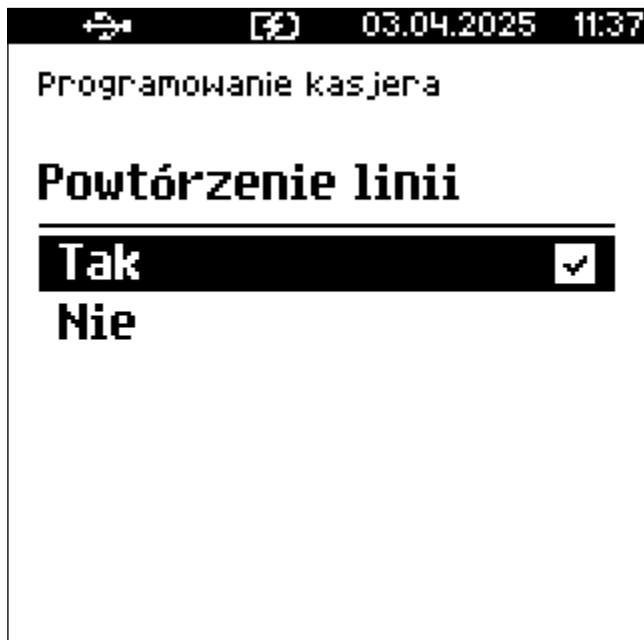 03.04.2025 11:37
Programowanie kasjera
Powtórzenie linii
Tak
Nie